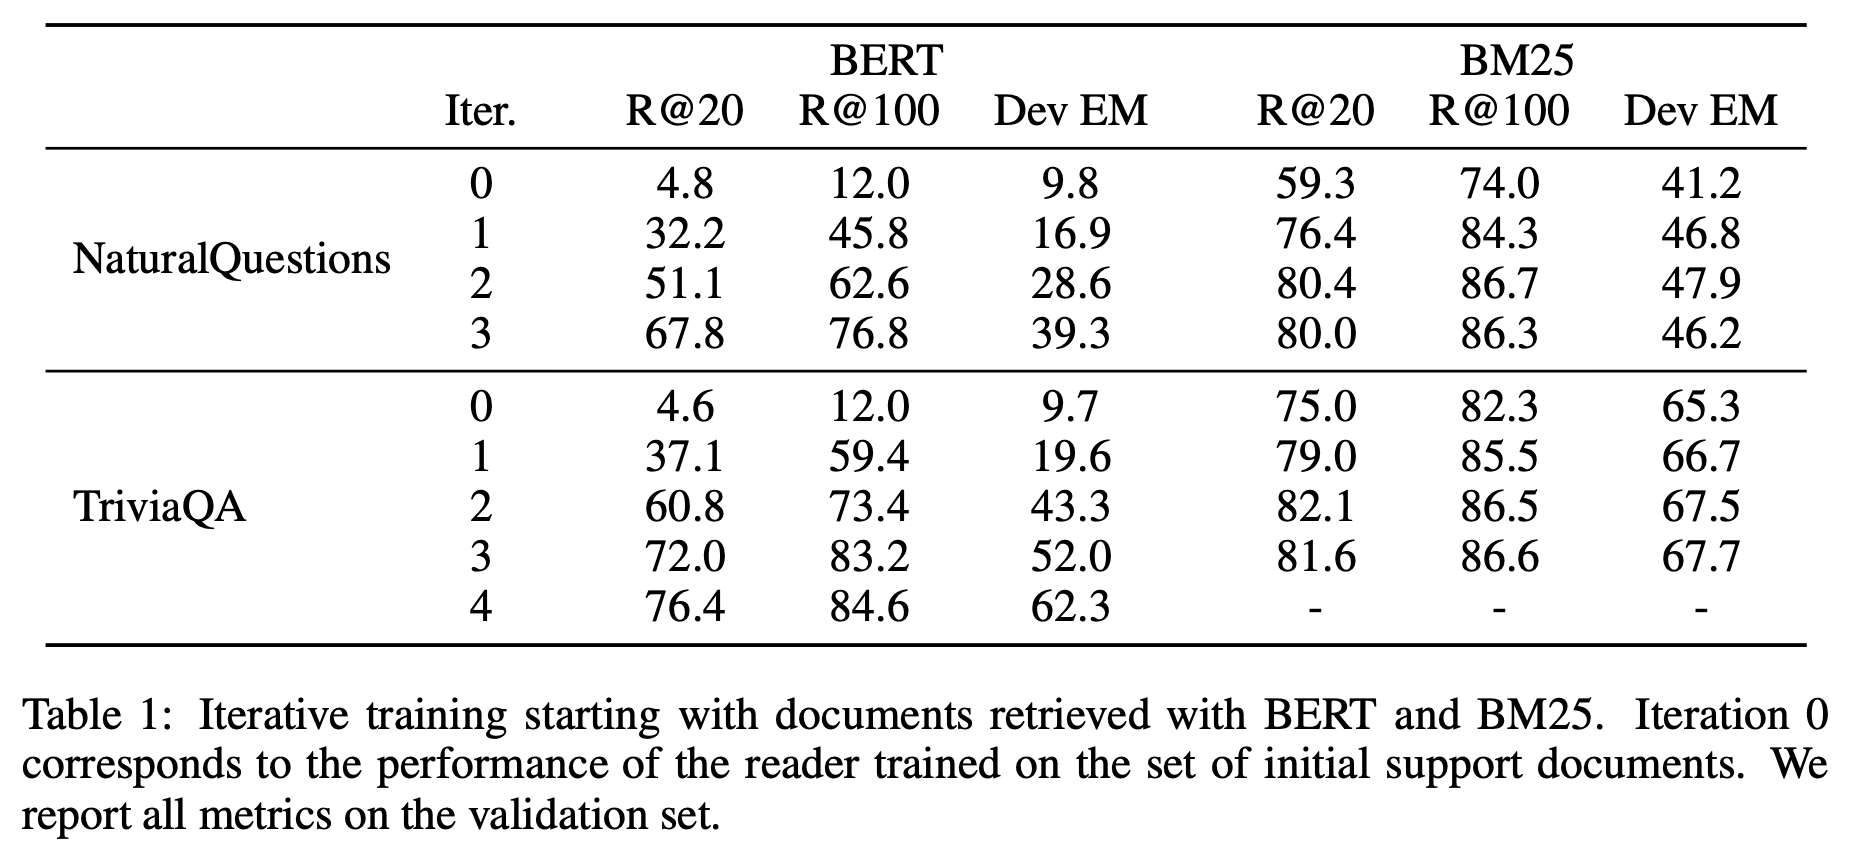 BERT BM25
Iter. R@20 R@100 Dev EM R@20 R@100 Dev EM
0 4.8 12.0 9.8 59.3 74.0 41.2
1 32.2 45.8 16.9 76.4 84.3 46.8
NaturalQuestions
2 51.1 62.6 28.6 80.4 86.7 47.9
3 67.8 76.8 39.3 80.0 86.3 46.2
0 4.6 12.0 9.7 75.0 82.3 65.3
1 37.1 59.4 19.6 79.0 85.5 66.7
TriviaQA 2 60.8 73.4 43.3 82.1 86.5 67.5
3 72.0 83.2 52.0 81.6 86.6 67.7
4 76.4 84.6 62.3 - - -
Table 1: Iterative training starting with documents retrieved with BERT and BM25. Iteration 0
corresponds to the performance of the reader trained on the set of initial support documents. We
report all metrics on the validation set.